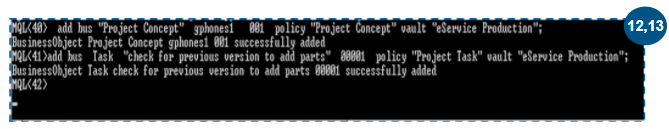 MQL<40> add bus "Project Concept" gphones1 001 policy "Project Concept" vault "eService Production";
BusinessObject Project Concept gphones1 001 successfully added
MQL<41>add bus Task "check for previous version to add parts" 00001 policy "Project Task" vault "eService Production";
BusinessObject Task check for previous version to add parts 00001 successfully added
MQL<42>
12,13